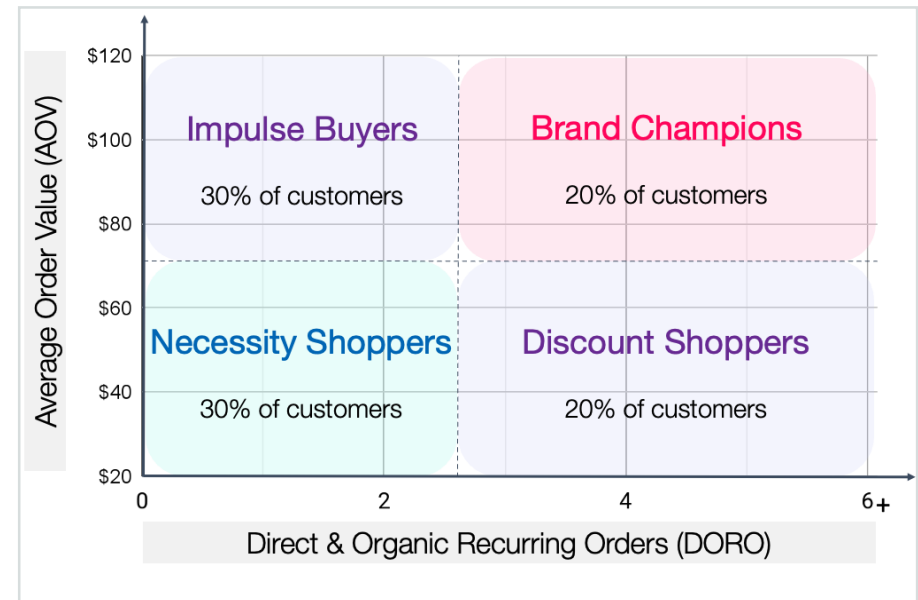 Average Order Value (AOV)
$120
$100
$80
$60
$40
$20
Impulse Buyers
30% of customers
Brand Champions
20% of customers
Necessity Shoppers
30% of customers
Discount Shoppers
20% of customers
0 2 4 6+
Direct & Organic Recurring Orders (DORO)